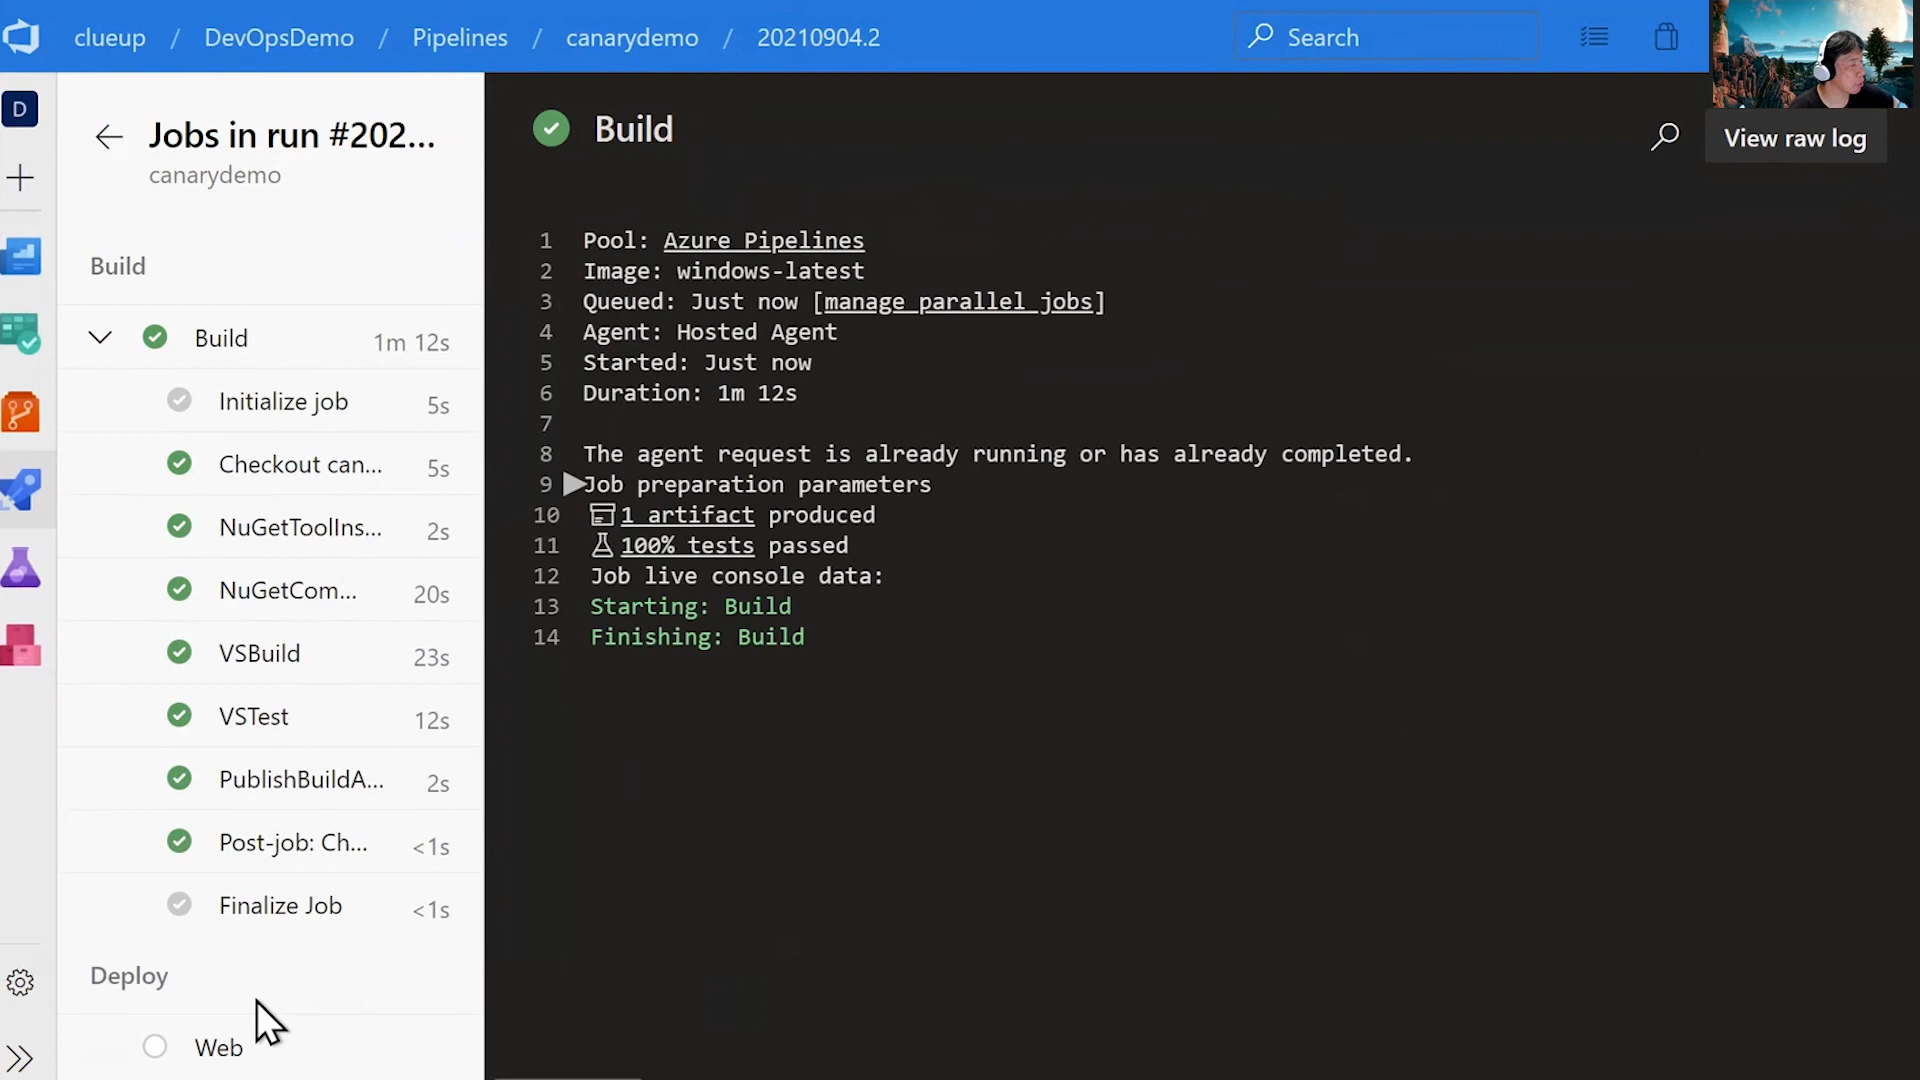 clueup / DevOpsDemo / Pipelines / canarydemo / 20210904.2
Search
D
Jobs in run #202...
canarydemo
Build
Build 1m 12s
Initialize job 5s
Checkout can... 5s
NuGetToolIns... 2s
NuGetCom... 20s
VSBuild 23s
VSTest 12s
PublishBuildA... 2s
Post-job: Ch... <1s
Finalize Job <1s
Deploy
Web
Build
View raw log
1 Pool: Azure Pipelines
2 Image: windows-latest
3 Queued: Just now [manage parallel jobs]
4 Agent: Hosted Agent
5 Started: Just now
6 Duration: 1m 12s
7
8 The agent request is already running or has already completed.
9 Job preparation parameters
10 1 artifact produced
11 100% tests passed
12 Job live console data:
13 Starting: Build
14 Finishing: Build